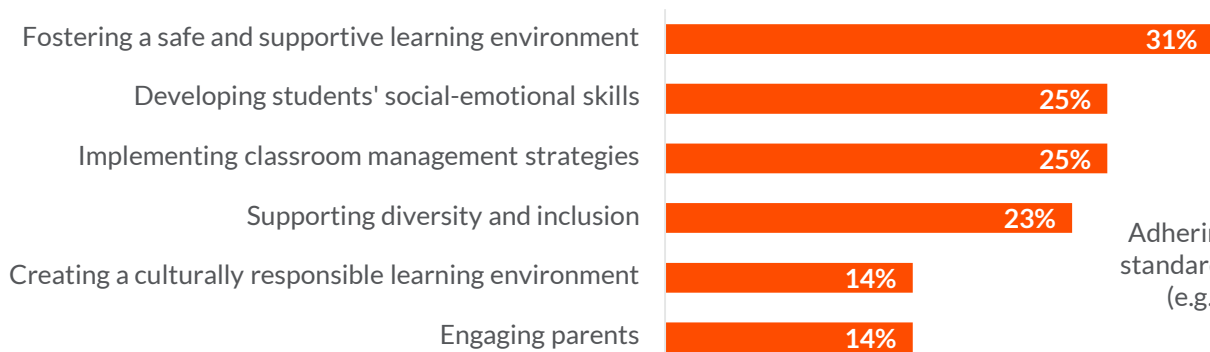 Fostering a safe and supportive learning environment 31%
Developing students' social-emotional skills 25%
Implementing classroom management strategies 25%
Supporting diversity and inclusion 23%
Creating a culturally responsible learning environment 14%
Engaging parents 14%
(e.g.